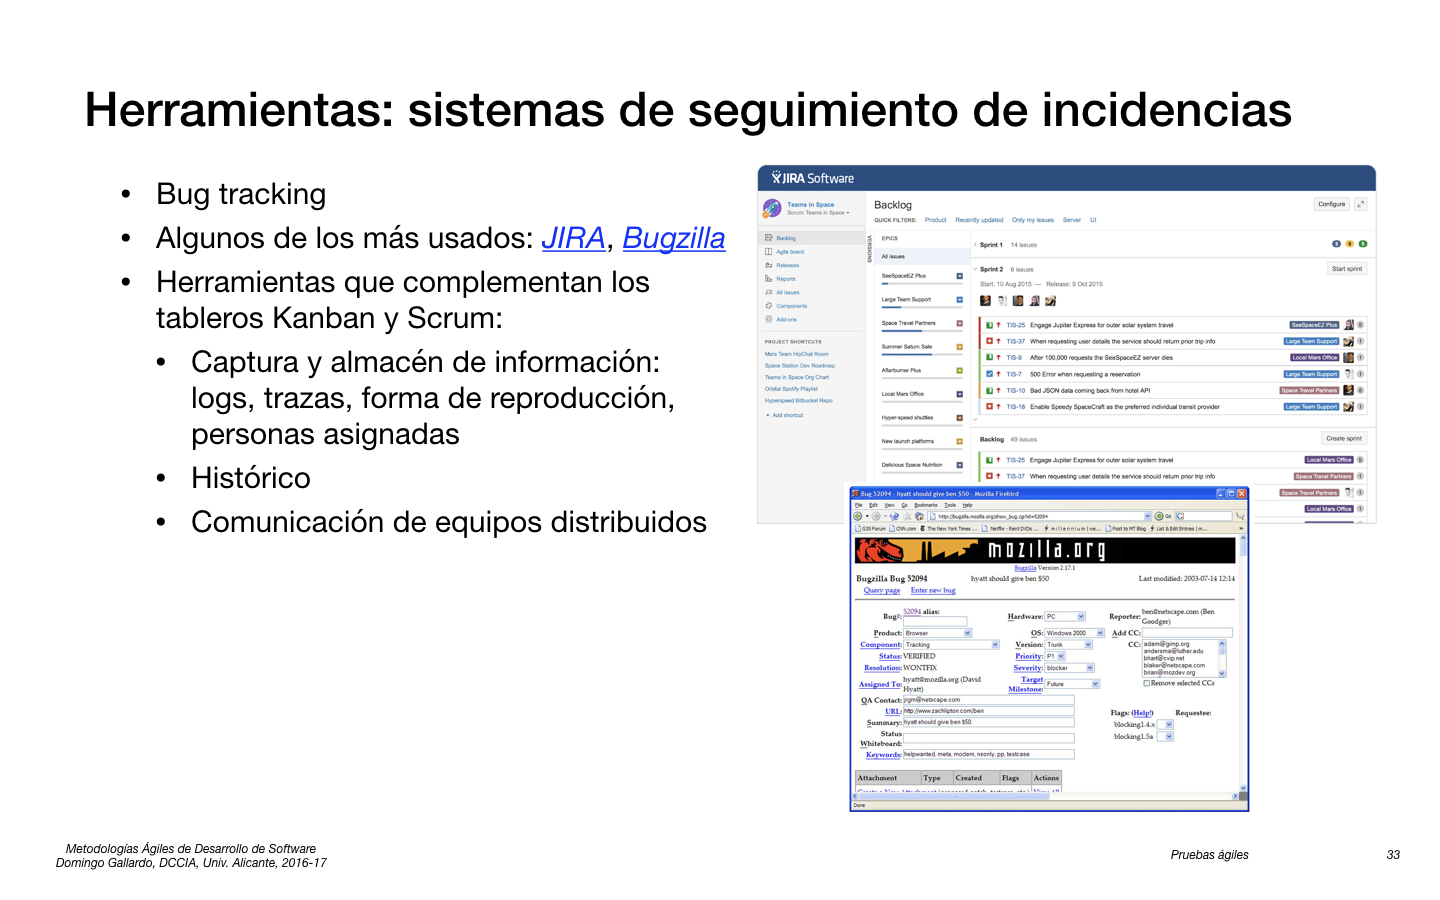 Herramientas: sistemas de seguimiento de incidencias
• Bug tracking
• Algunos de los más usados: JIRA, Bugzilla
• Herramientas que complementan los
tableros Kanban y Scrum:
• Captura y almacén de información:
logs, trazas, forma de reproducción,
personas asignadas
• Histórico
• Comunicación de equipos distribuidos
JIRA Software
Teams in Space
Scrum: Teams in Space
Backlog
Agile board
Releases
Reports
All issues
Components
Add-ons
PROJECT SHORTCUTS
Mars Team HipChat Room
Space Station Dev Roadmap
Teams in Space Org Chart
Orbital Spotify Playlist
Hyperspeed Bitbucket Repo
+ Add shortcut
Backlog
Configure
QUICK FILTERS: Product Recently updated Only my issues Server UI
VERSIONS
EPICS
All issues
SeeSpaceEZ Plus
Large Team Support
Space Travel Partners
Summer Saturn Sale
Afterburner Plus
Local Mars Office
Hyper-speed shuttles
New launch platforms
Delicious Space Nutrition
Sprint 1 14 issues
Sprint 2 6 issues
Start sprint
Start: 10 Aug 2015 — Release: 9 Oct 2015
TIS-25 Engage Jupiter Express for outer solar system travel SeeSpaceEZ Plus
TIS-37 When requesting user details the service should return prior trip info Large Team Support
TIS-9 After 100,000 requests the SeeSpaceEZ server dies Local Mars Office
TIS-7 500 Error when requesting a reservation Large Team Support
TIS-10 Bad JSON data coming back from hotel API Space Travel Partners
TIS-18 Enable Speedy SpaceCraft as the preferred individual transit provider Large Team Support
Backlog 49 issues
Create sprint
TIS-25 Engage Jupiter Express for outer solar system travel Local Mars Office
TIS-37 When requesting user details the service should return prior trip info Space Travel Partners
Space Travel Partners
Local Mars Office
Bug 52094 - hyatt should give ben $50 - Mozilla Firebird
File Edit View Go Bookmarks Tools Help
http://bugzilla.mozilla.org/show_bug.cgi?id=52094 Go
G35 Forum CNN.com The New York Times ... Netflix - Rent DVDs ... millennium | we... Post to MT Blog List & Edit Entries | m...
mozilla.org
Bugzilla Version 2.17.1
Bugzilla Bug 52094 hyatt should give ben $50 Last modified: 2003-07-14 12:14
Query page Enter new bug
Bug#: 52094 alias:
Hardware: PC
Reporter: ben@netscape.com (Ben
Goodger)
Product: Browser
OS: Windows 2000
Add CC:
Component: Tracking
Version: Trunk
CC: adam@gimp.org
andersma@luther.edu
bhart@cvip.net
blaker@netscape.com
brian@mozdev.org
Status: VERIFIED
Priority: P1
Resolution: WONTFIX
Severity: blocker
Assigned To: hyatt@mozilla.org (David
Hyatt)
Target
Milestone: Future
Remove selected CCs
QA Contact: jrgm@netscape.com
URL: http://www.zachlipton.com/ben
Summary: hyatt should give ben $50
Status
Whiteboard:
Keywords: helpwanted, meta, modem, nsonly, pp, testcase
Flags: (Help!) Requestee:
blocking1.4.x
blocking1.5a
Attachment Type Created Flags Actions
Done
Metodologías Ágiles de Desarrollo de Software
Domingo Gallardo, DCCIA, Univ. Alicante, 2016-17
Pruebas ágiles
33